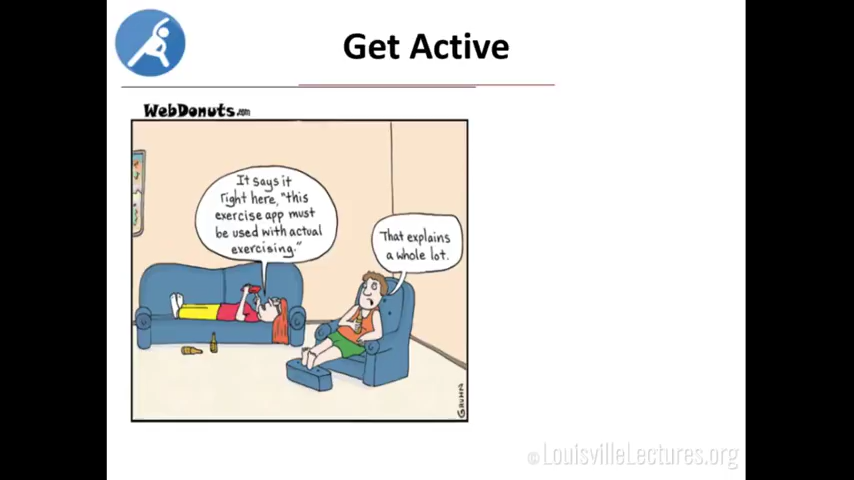 Get Active
WebDonuts.com
It says it
right here, "this
exercise app must
be used with actual
exercising."
That explains
a whole lot.
GRUHN
© LouisvilleLectures.org